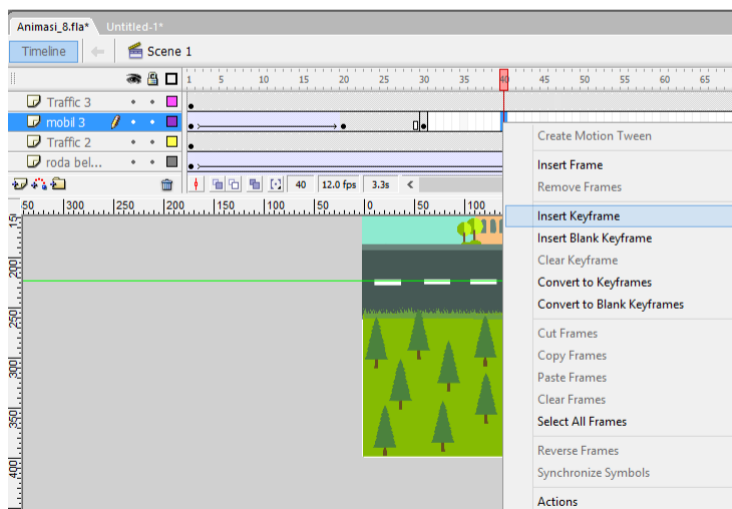 Animasi_8.fla* Untitled-1*
Timeline Scene 1
1 5 10 15 20 25 30 35 40 45 50 55 60 65
Traffic 3
mobil 3
Traffic 2
roda bel...
40 12.0 fps 3.3s
50 300 250 200 150 100 50 0 50 100
15
200
250
300
350
400
Create Motion Tween
Insert Frame
Remove Frames
Insert Keyframe
Insert Blank Keyframe
Clear Keyframe
Convert to Keyframes
Convert to Blank Keyframes
Cut Frames
Copy Frames
Paste Frames
Clear Frames
Select All Frames
Reverse Frames
Synchronize Symbols
Actions